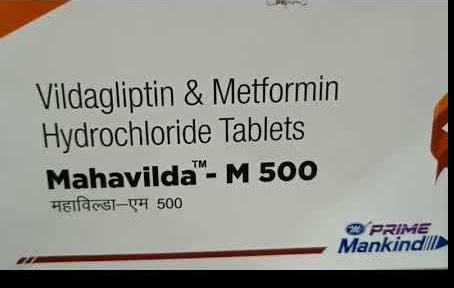 Vildagliptin & Metformin
Hydrochloride Tablets
Mahavilda™- M 500
महाविल्डा-एम 500
PRIME
Mankind